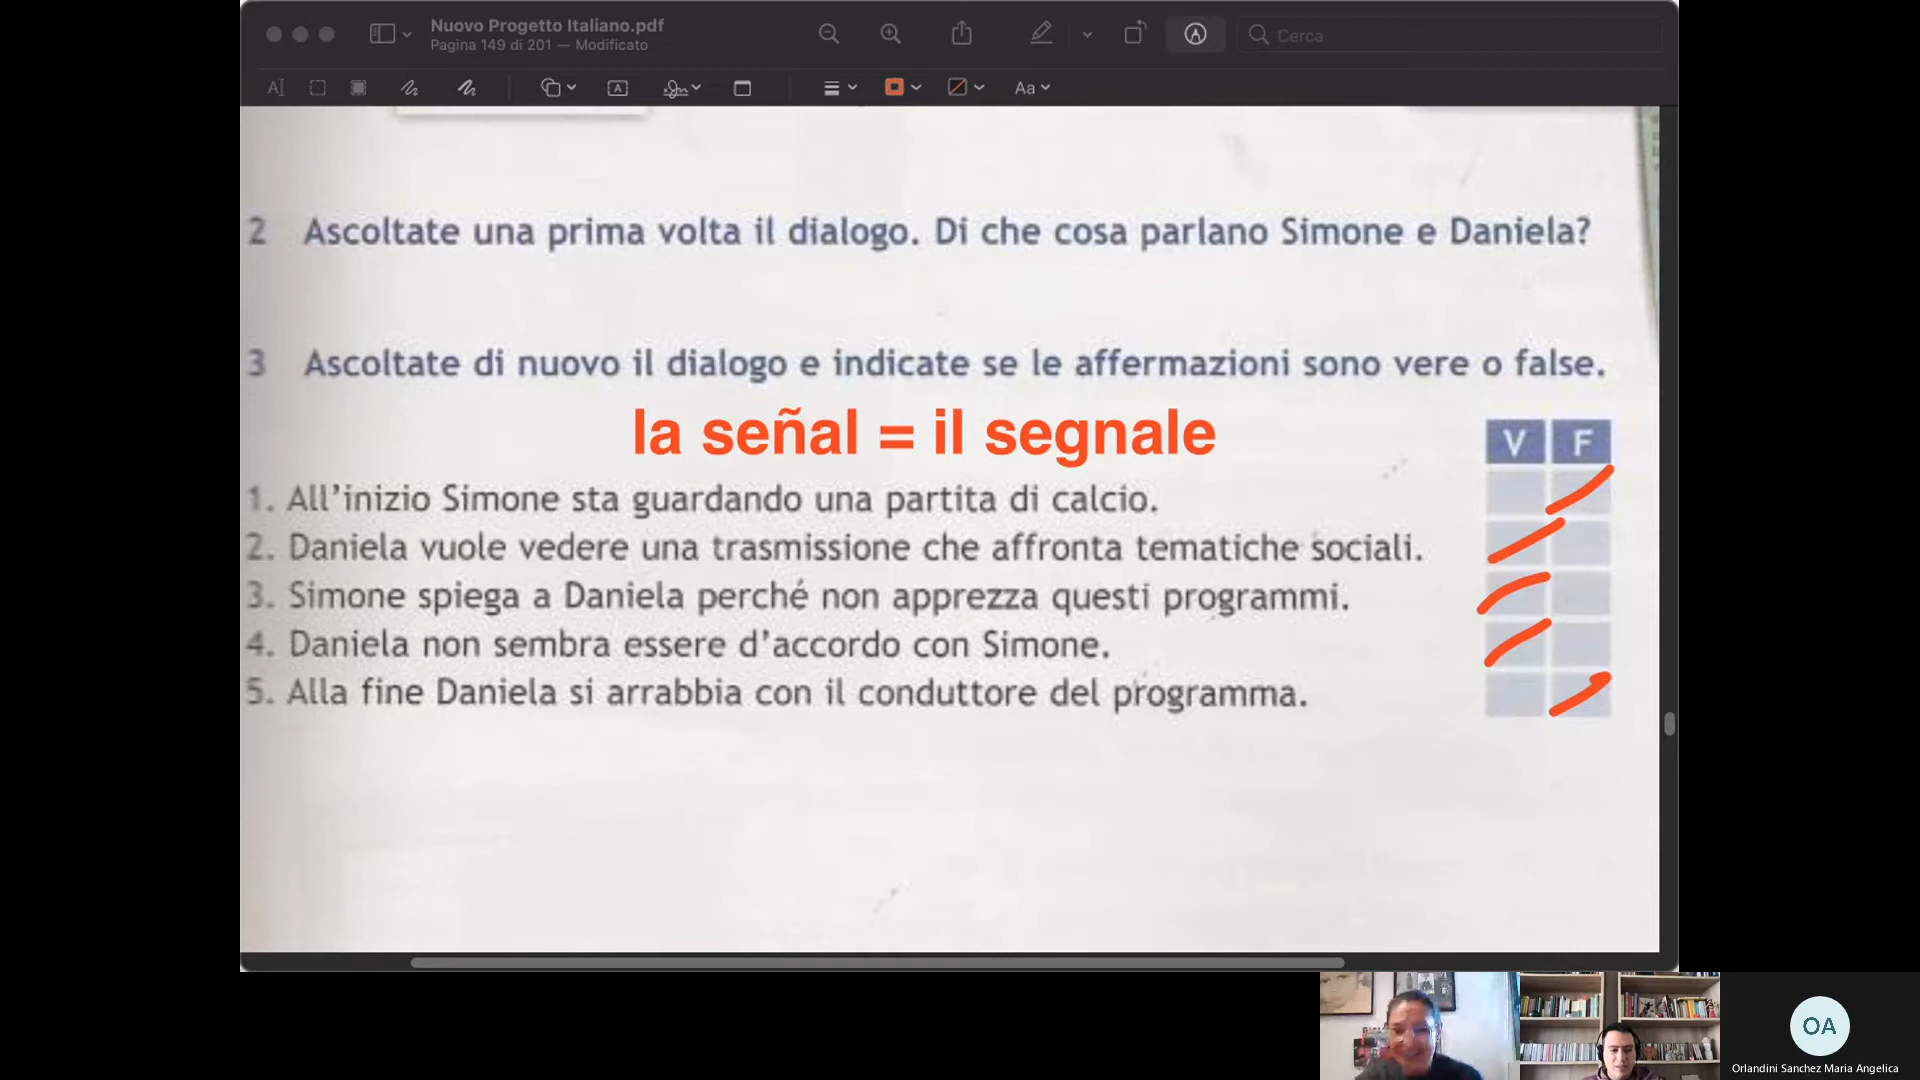 Nuovo Progetto Italiano.pdf
Pagina 149 di 201 — Modificato
Cerca
Aa
2 Ascoltate una prima volta il dialogo. Di che cosa parlano Simone e Daniela?
3 Ascoltate di nuovo il dialogo e indicate se le affermazioni sono vere o false.
la señal = il segnale
V F
1. All'inizio Simone sta guardando una partita di calcio.
2. Daniela vuole vedere una trasmissione che affronta tematiche sociali.
3. Simone spiega a Daniela perché non apprezza questi programmi.
4. Daniela non sembra essere d'accordo con Simone.
5. Alla fine Daniela si arrabbia con il conduttore del programma.
OA
Orlandini Sanchez Maria Angelica